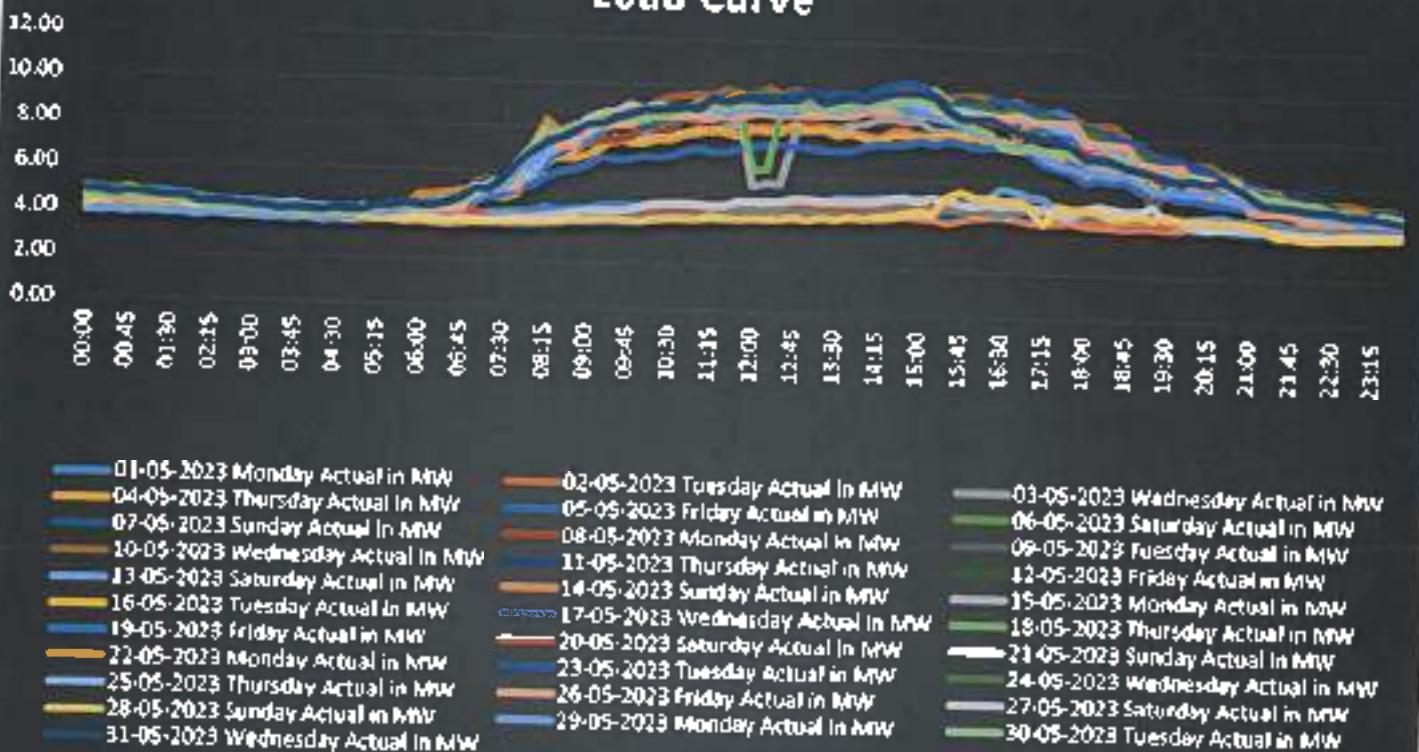 Load Curve
12.00
10.00
8.00
6.00
4.00
2.00
0.00
00:00 00:45 01:30 02:15 03:00 03:45 04:30 05:15 06:00 06:45 07:30 08:15 09:00 09:45 10:30 11:15 12:00 12:45 13:30 14:15 15:00 15:45 16:30 17:15 18:00 18:45 19:30 20:15 21:00 21:45 22:30 23:15
01-05-2023 Monday Actual in MW 02-05-2023 Tuesday Actual in MW 03-05-2023 Wednesday Actual in MW
04-05-2023 Thursday Actual in MW 05-05-2023 Friday Actual in MW 06-05-2023 Saturday Actual in MW
07-05-2023 Sunday Actual in MW 08-05-2023 Monday Actual in MW 09-05-2023 Tuesday Actual in MW
10-05-2023 Wednesday Actual in MW 11-05-2023 Thursday Actual in MW 12-05-2023 Friday Actual in MW
13-05-2023 Saturday Actual in MW 14-05-2023 Sunday Actual in MW 15-05-2023 Monday Actual in MW
16-05-2023 Tuesday Actual in MW 17-05-2023 Wednesday Actual in MW 18-05-2023 Thursday Actual in MW
19-05-2023 Friday Actual in MW 20-05-2023 Saturday Actual in MW 21-05-2023 Sunday Actual in MW
22-05-2023 Monday Actual in MW 23-05-2023 Tuesday Actual in MW 24-05-2023 Wednesday Actual in MW
25-05-2023 Thursday Actual in MW 26-05-2023 Friday Actual in MW 27-05-2023 Saturday Actual in MW
28-05-2023 Sunday Actual in MW 29-05-2023 Monday Actual in MW 30-05-2023 Tuesday Actual in MW
31-05-2023 Wednesday Actual in MW